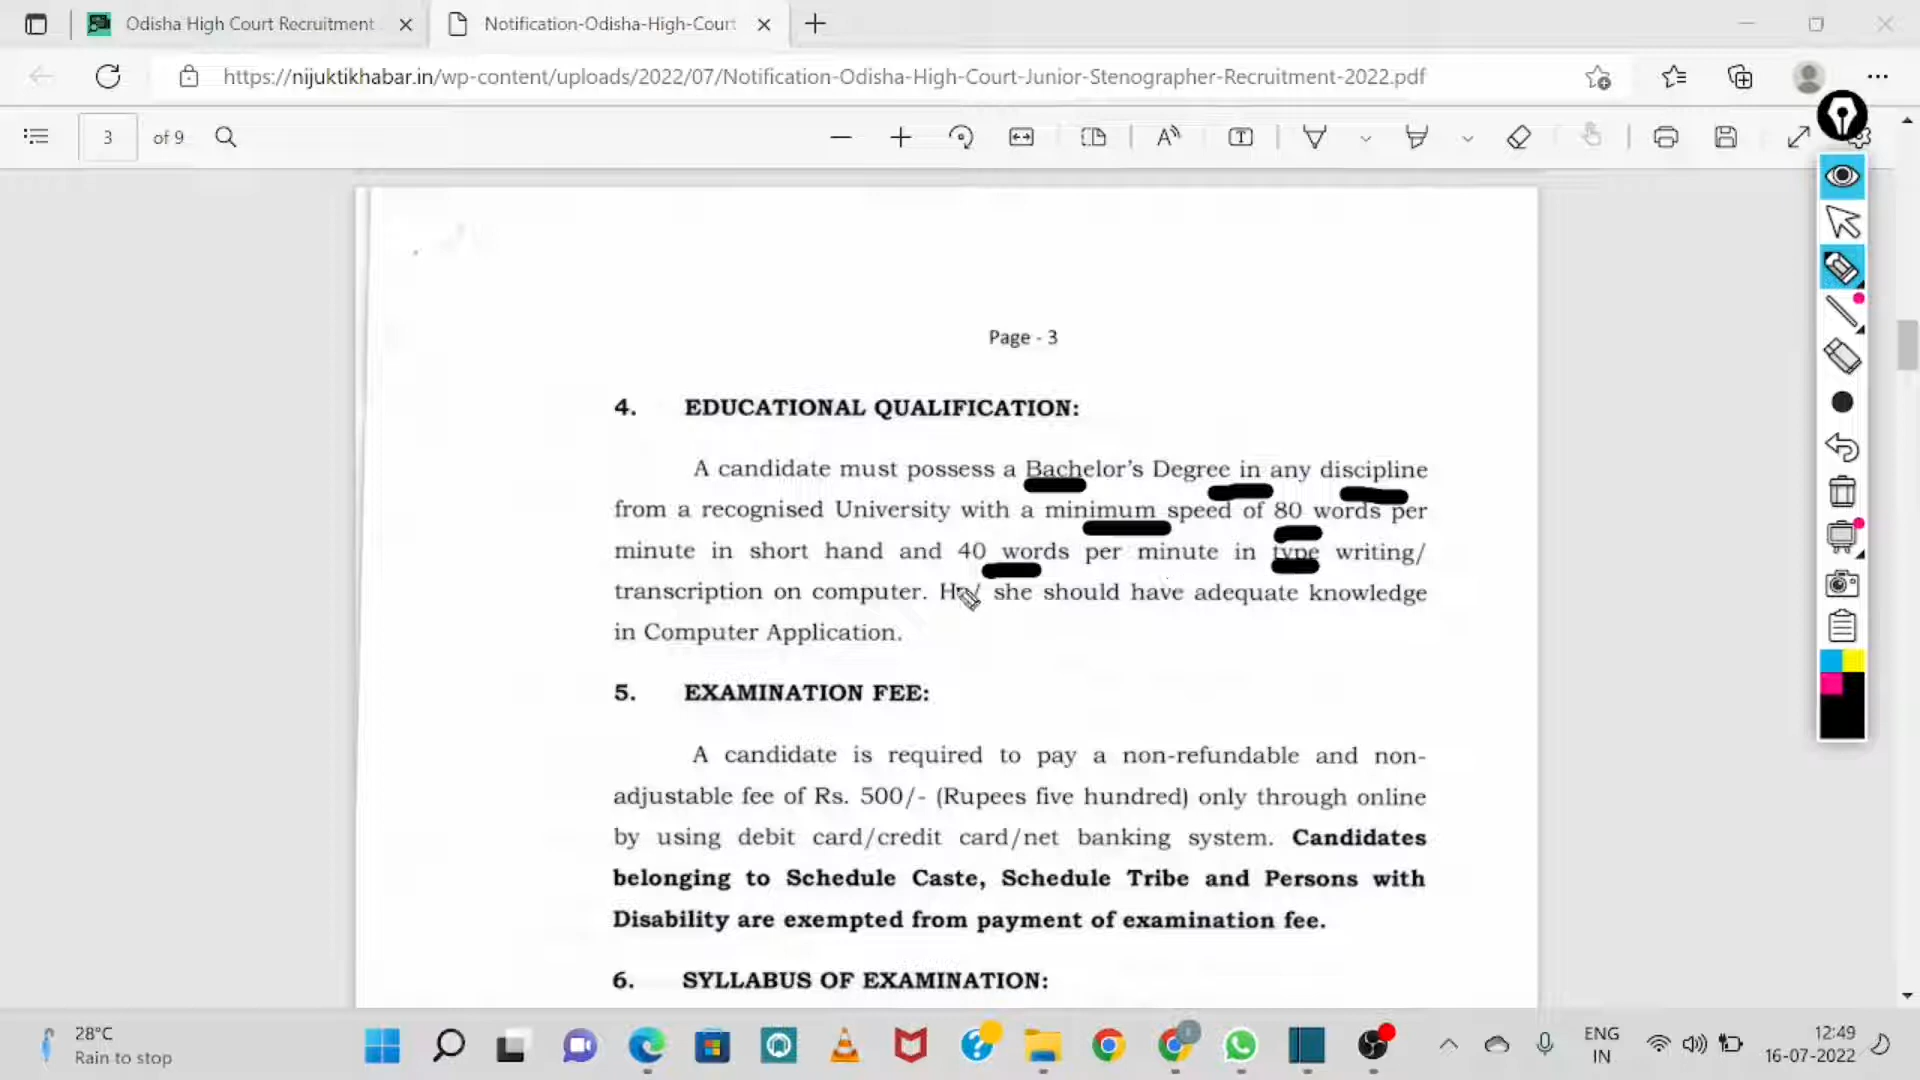 Odisha High Court Recruitment
Notification-Odisha-High-Court
https://nijuktikhabar.in/wp-content/uploads/2022/07/Notification-Odisha-High-Court-Junior-Stenographer-Recruitment-2022.pdf
3 of 9
Page - 3
4. EDUCATIONAL QUALIFICATION:
A candidate must possess a Bachelor's Degree in any discipline
from a recognised University with a minimum speed of 80 words per
minute in short hand and 40 words per minute in type writing/
transcription on computer. He/ she should have adequate knowledge
in Computer Application.
5. EXAMINATION FEE:
A candidate is required to pay a non-refundable and non-
adjustable fee of Rs. 500/- (Rupees five hundred) only through online
by using debit card/credit card/net banking system. Candidates
belonging to Schedule Caste, Schedule Tribe and Persons with
Disability are exempted from payment of examination fee.
6. SYLLABUS OF EXAMINATION:
28°C
Rain to stop
ENG
IN
12:49
16-07-2022